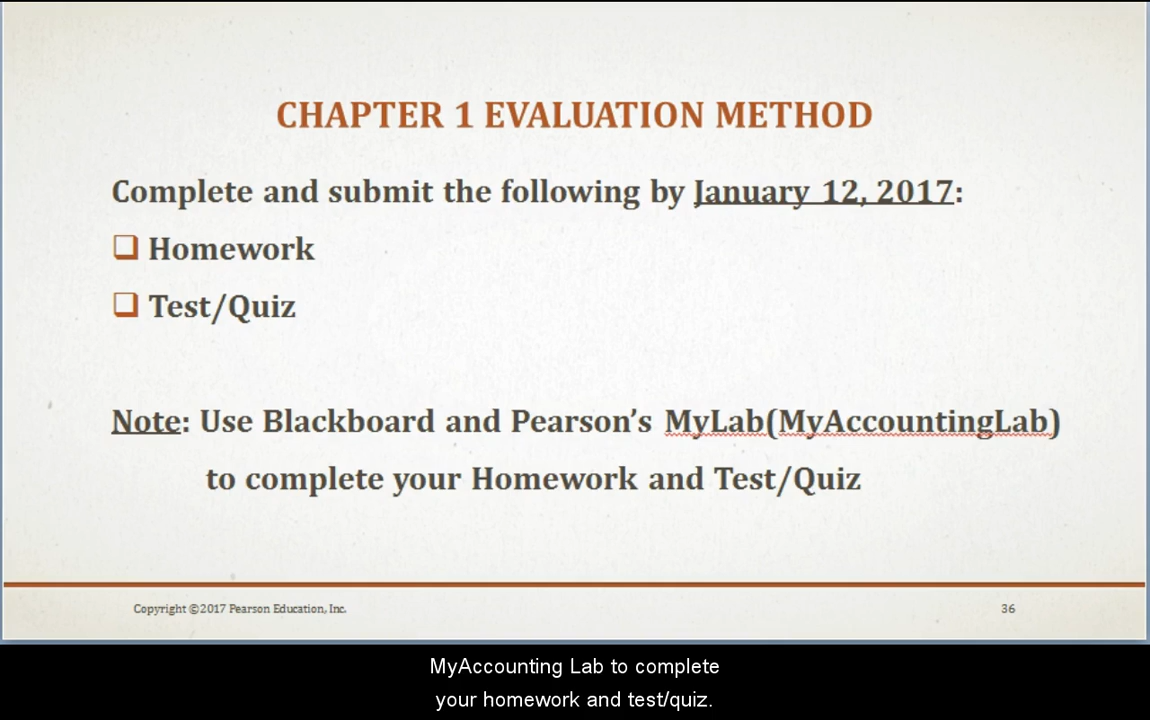 CHAPTER 1 EVALUATION METHOD
Complete and submit the following by January 12, 2017:
❑ Homework
❑ Test/Quiz
Note: Use Blackboard and Pearson’s MyLab(MyAccountingLab)
to complete your Homework and Test/Quiz
Copyright ©2017 Pearson Education, Inc.
36
MyAccounting Lab to complete
your homework and test/quiz.